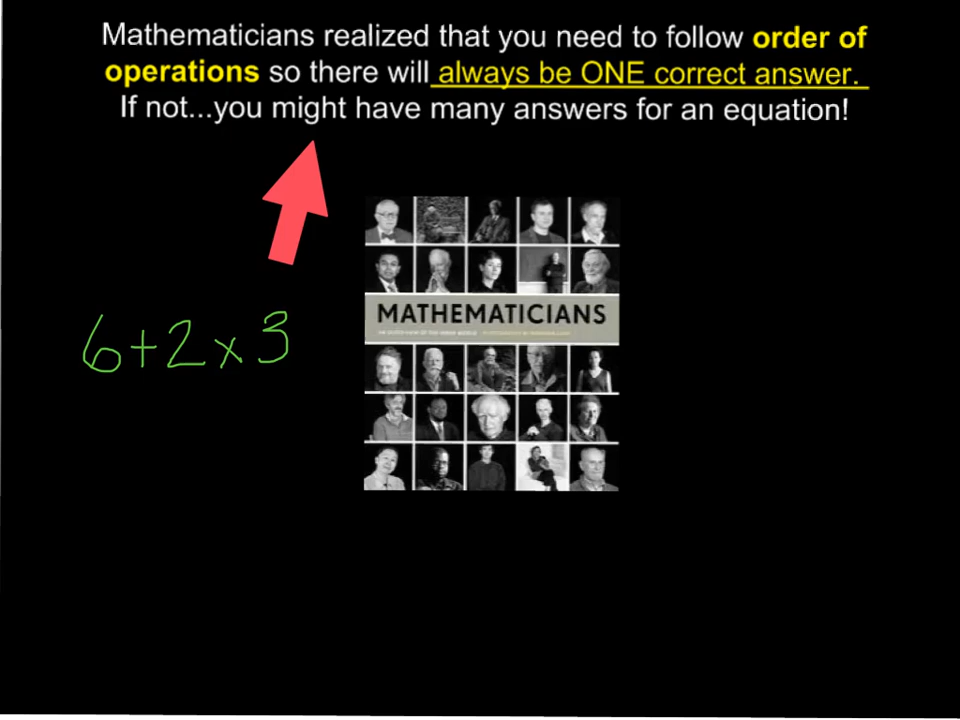 Mathematicians realized that you need to follow order of
operations so there will always be ONE correct answer.
If not...you might have many answers for an equation!
MATHEMATICIANS
6+2x3